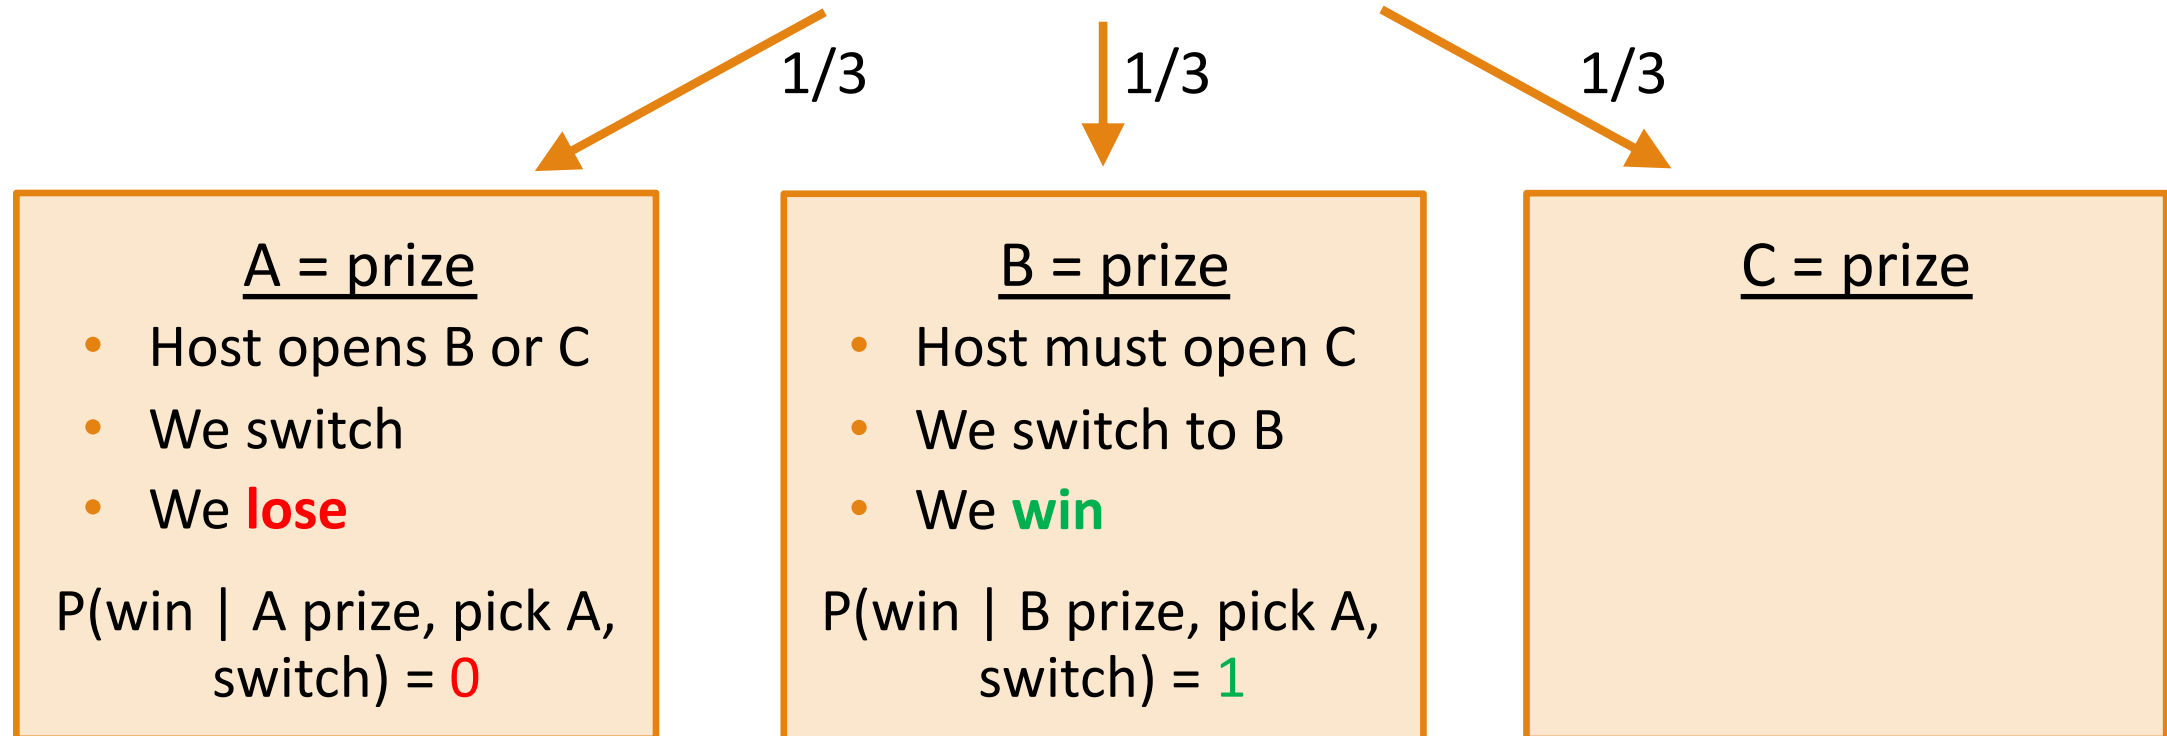 1/3
1/3
1/3
A = prize
• Host opens B or C
• We switch
• We lose
P(win | A prize, pick A,
switch) = 0
B = prize
• Host must open C
• We switch to B
• We win
P(win | B prize, pick A,
switch) = 1
C = prize